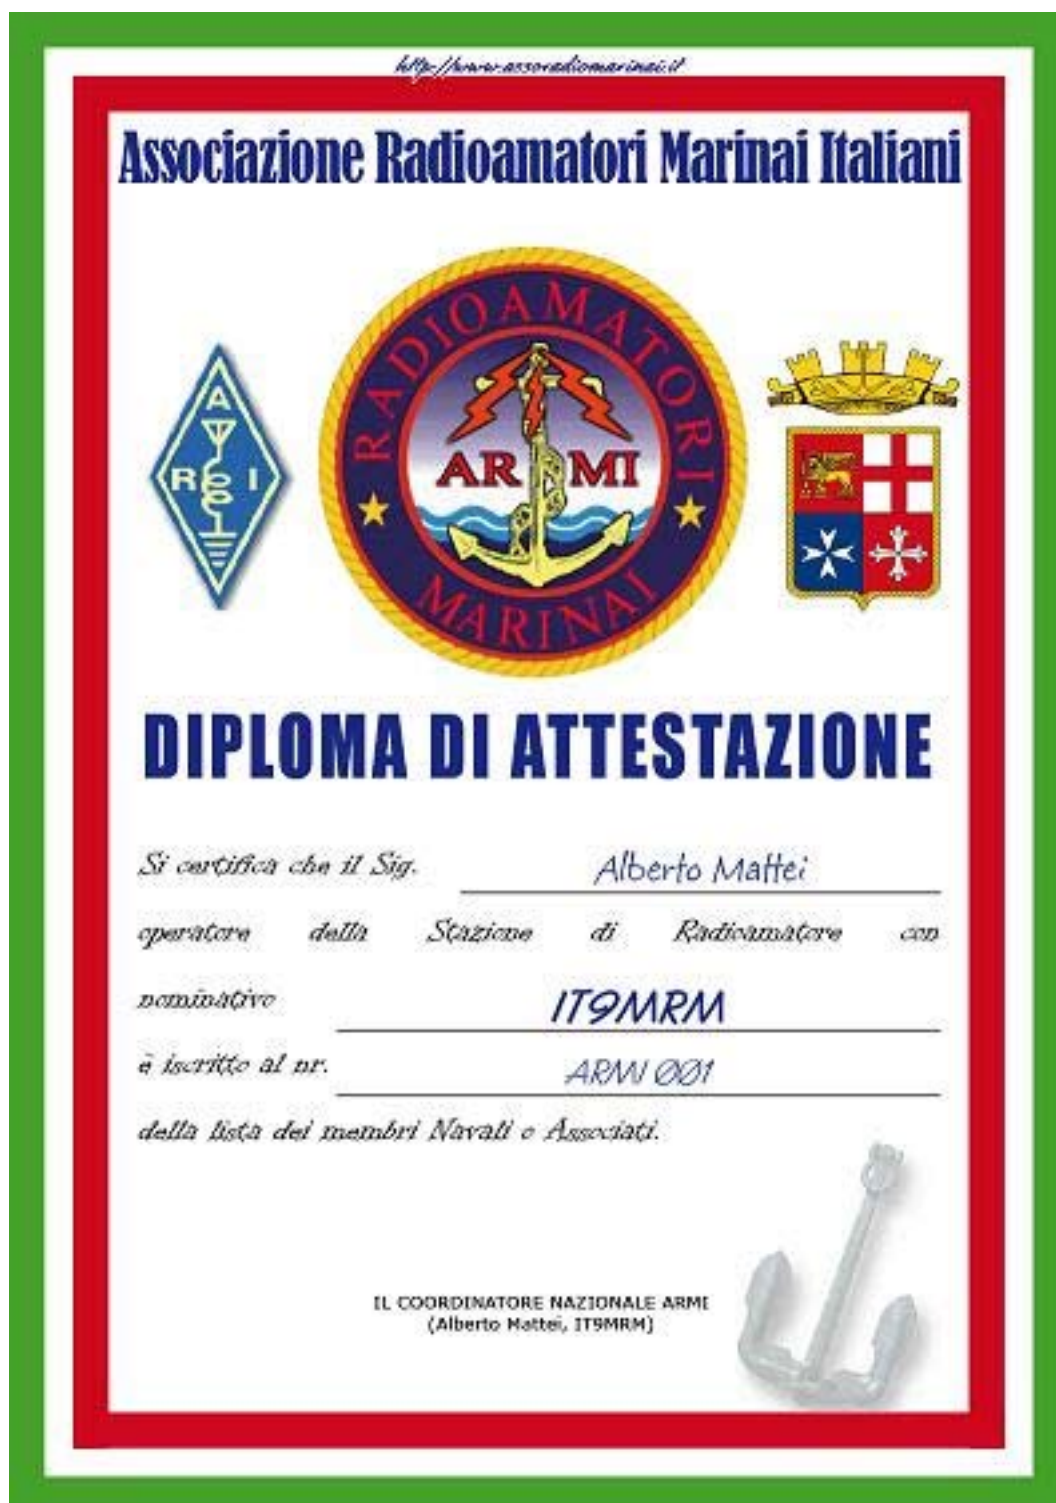 http://www.assoradiomarinai.it
Associazione Radioamatori Marinai Italiani
RADIOAMATORI
A
R I
ARMI
MARINAI
DIPLOMA DI ATTESTAZIONE
Si certifica che il Sig. Alberto Mattei
operatore della Stazione di Radioamatore con
nominativo IT9MRM
è iscritto al nr. ARMI 001
della lista dei membri Navali o Associati.
IL COORDINATORE NAZIONALE ARMI
(Alberto Mattei, IT9MRM)